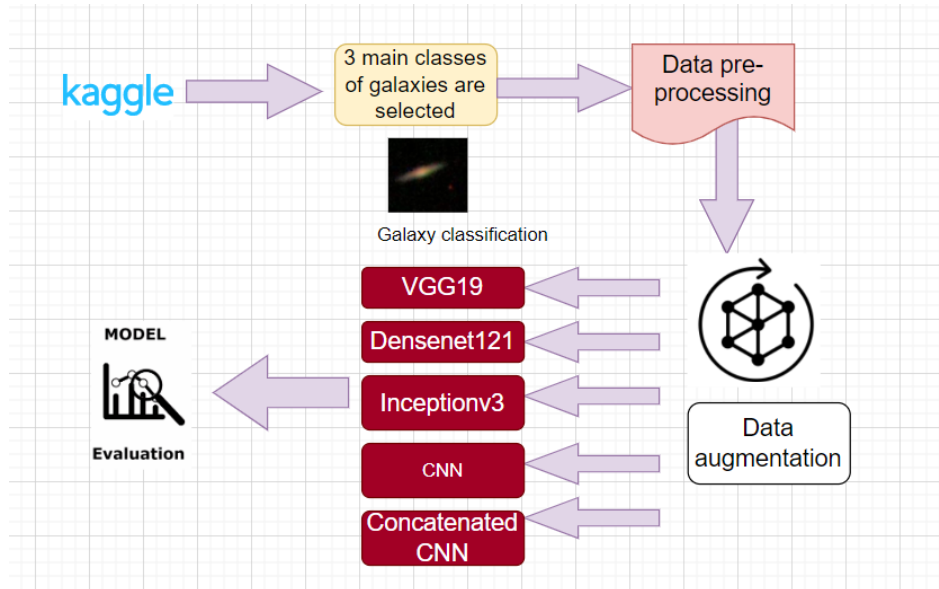 kaggle
3 main classes
of galaxies are
selected
Data pre-
processing
Galaxy classification
VGG19
Densenet121
Inceptionv3
CNN
Concatenated
CNN
MODEL
Evaluation
Data
augmentation